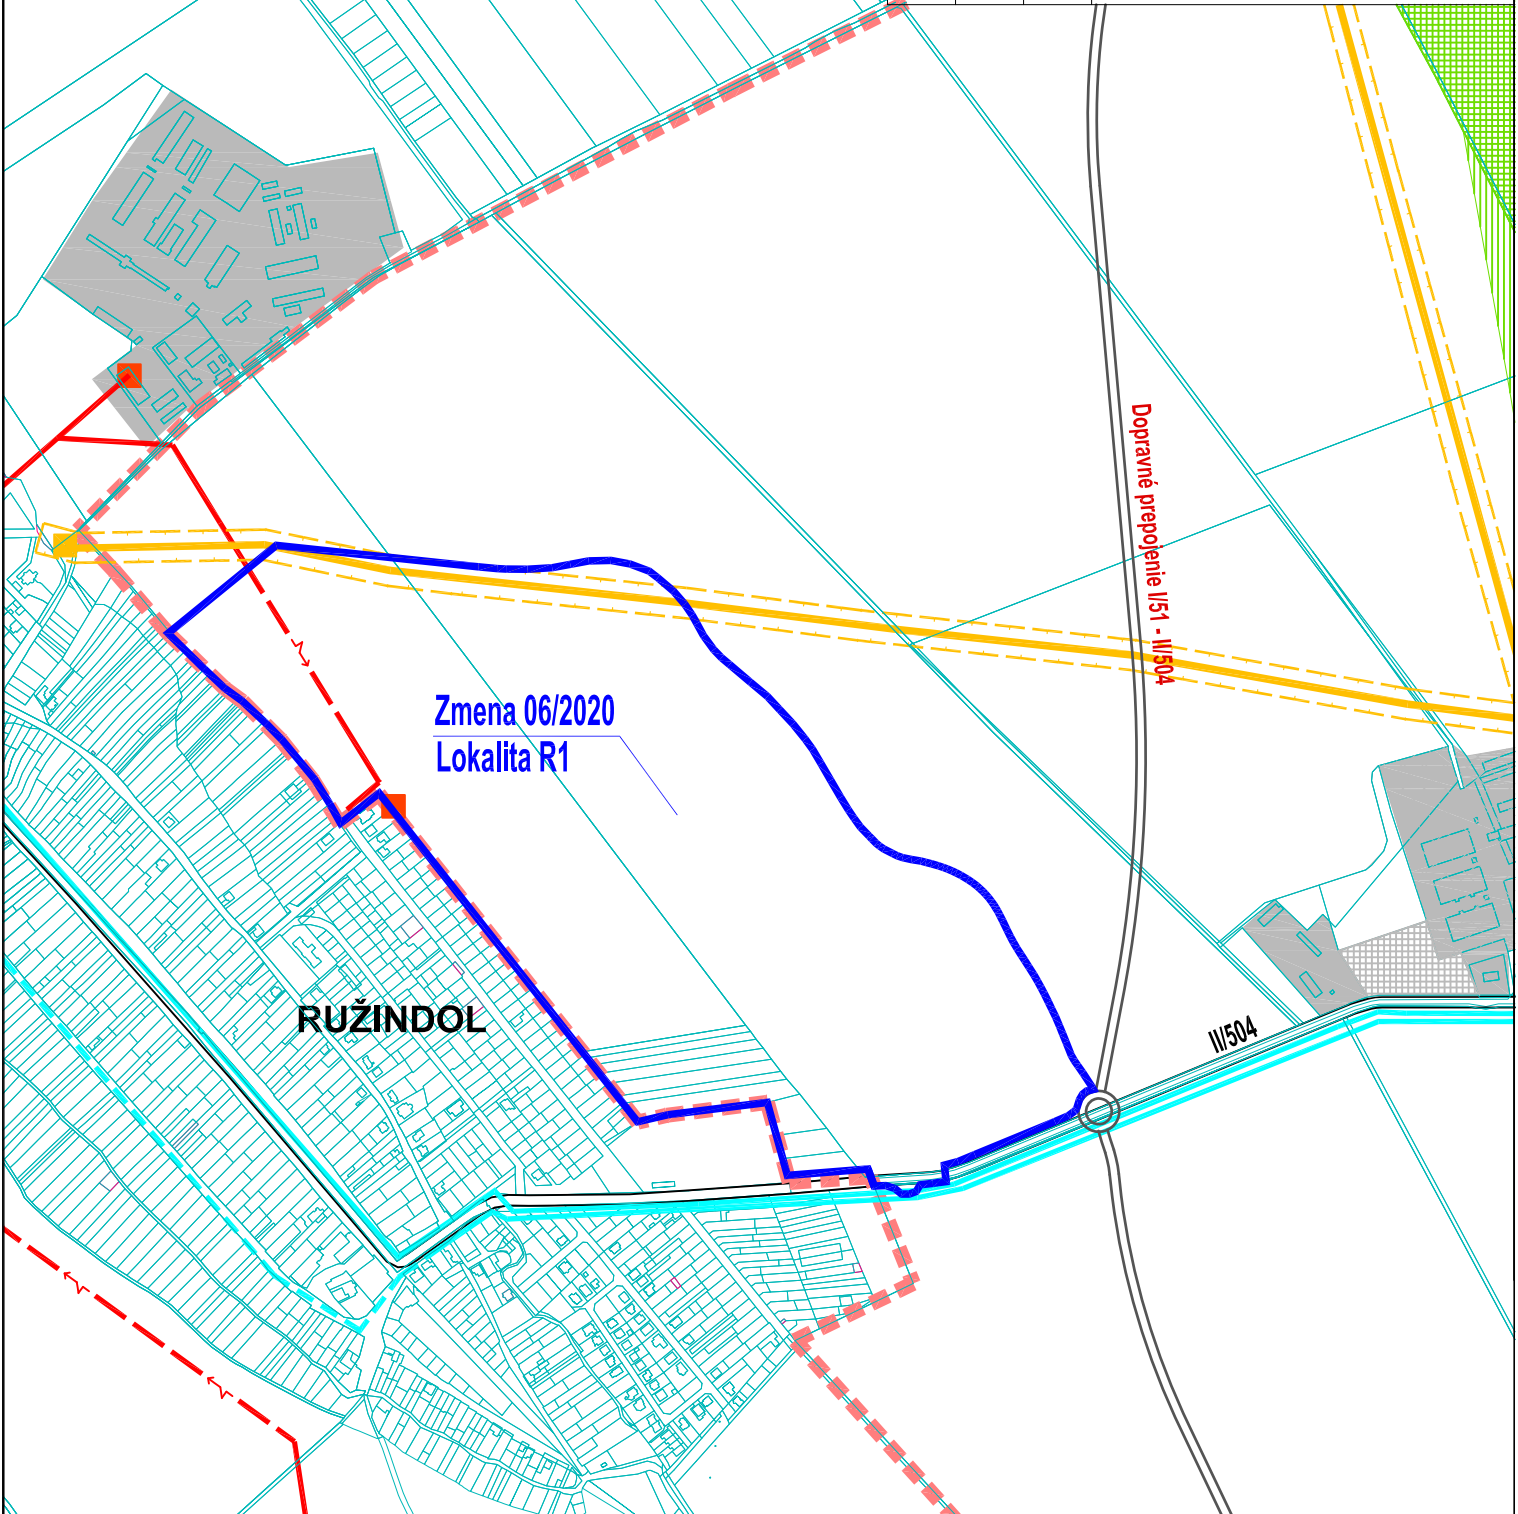 Dopravné prepojenie I/51 - II/504
Zmena 06/2020
Lokalita R1
RUŽINDOL
II/504